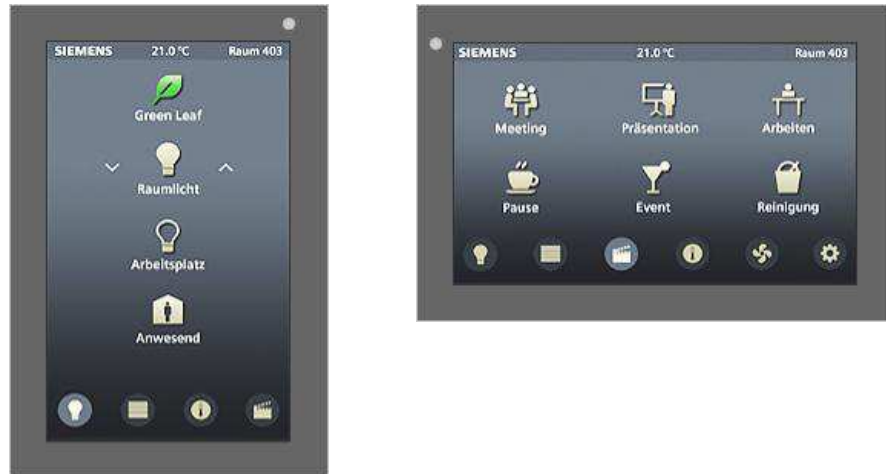 SIEMENS 21.0 °C Raum 403
Green Leaf
Raumlicht
Arbeitsplatz
Anwesend
SIEMENS 21.0 °C Raum 403
Meeting Präsentation Arbeiten
Pause Event Reinigung